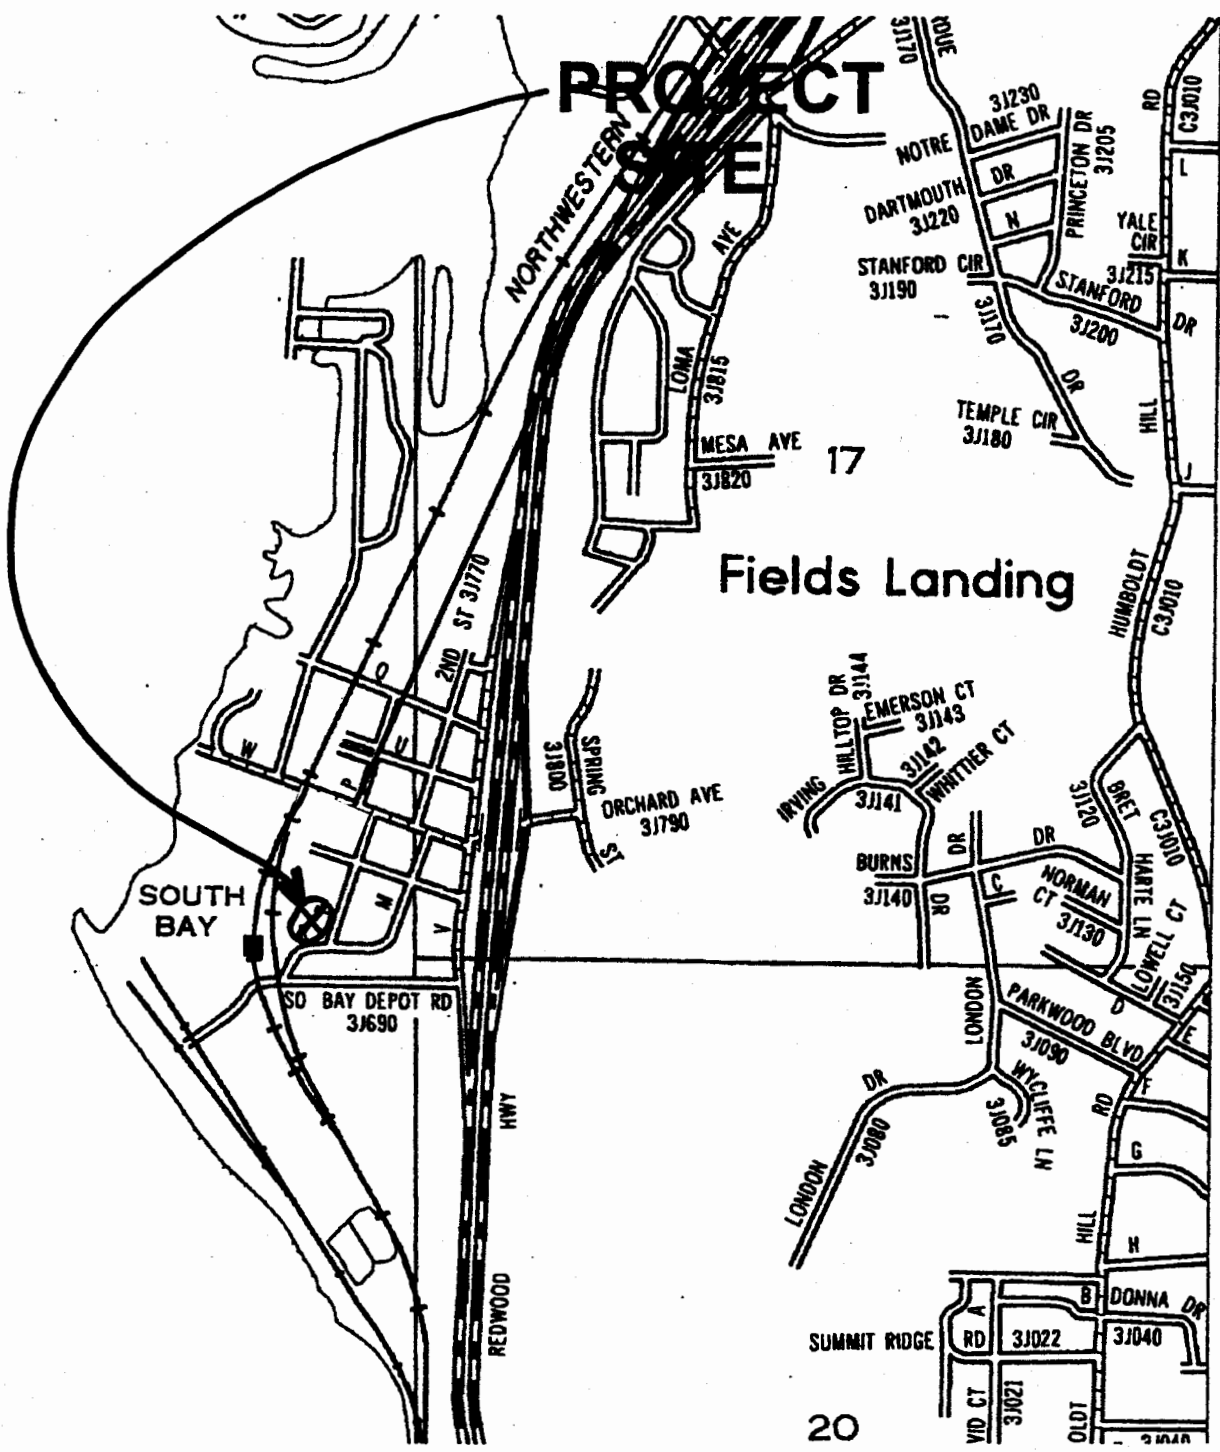 PROJECT
SITE
NORTHWESTERN
3J170
3J230
NOTRE DAME DR
PRINCETON DR
3J205
RD
C3J010
L
DARTMOUTH DR
3J220
N
YALE
CIR
3J215
K
STANFORD CIR
3J190
STANFORD DR
3J200
3J170
DR
AVE
LOMA
3J815
TEMPLE CIR
3J180
HILL
MESA AVE
3J820
17
J
Fields Landing
HUMBOLDT
C3J010
2ND ST 3J770
Q
U
W
P
M
V
SPRING ST
3J800
ORCHARD AVE
3J790
HILLTOP DR
3J144
EMERSON CT
3J143
3J142
WHITTIER CT
IRVING
3J141
3J120
BRET HARTE LN
C3J010
BURNS DR
3J140
DR
DR
C
NORMAN
CT
3J130
LOWELL CT
3J150
D
E
SOUTH
BAY
SO BAY DEPOT RD
3J690
LONDON
PARKWOOD BLVD
3J090
WYCLIFFE LN
3J085
DR
3J080
LONDON
RD
F
G
HILL
H
HWY
REDWOOD
A
B
DONNA DR
3J040
SUMMIT RIDGE RD
3J022
3J021
VID CT
OLDT
20
3J040